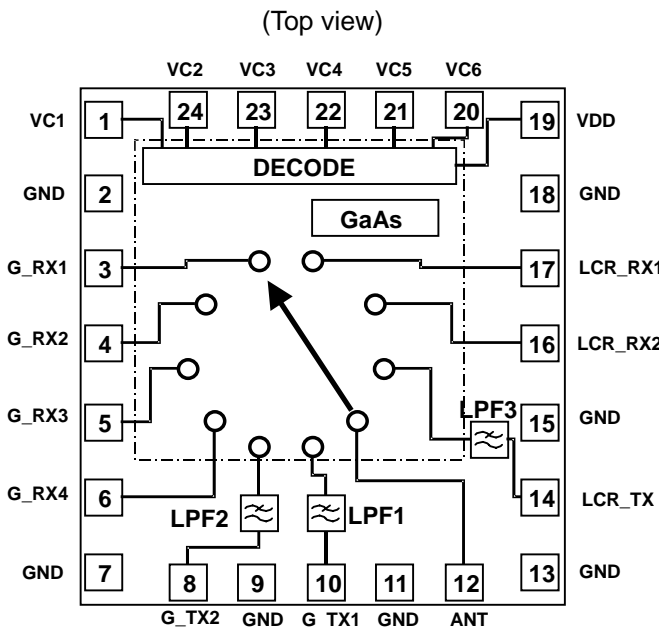 (Top view)
VC2 VC3 VC4 VC5 VC6
VC1 1 24 23 22 21 20 19 VDD
DECODE
GND 2 18 GND
GaAs
G_RX1 3 17 LCR_RX1
G_RX2 4 16 LCR_RX2
G_RX3 5 15 GND
LPF3
G_RX4 6 14 LCR_TX
LPF2 LPF1
GND 7 8 9 10 11 12 13 GND
G_TX2 GND G_TX1 GND ANT